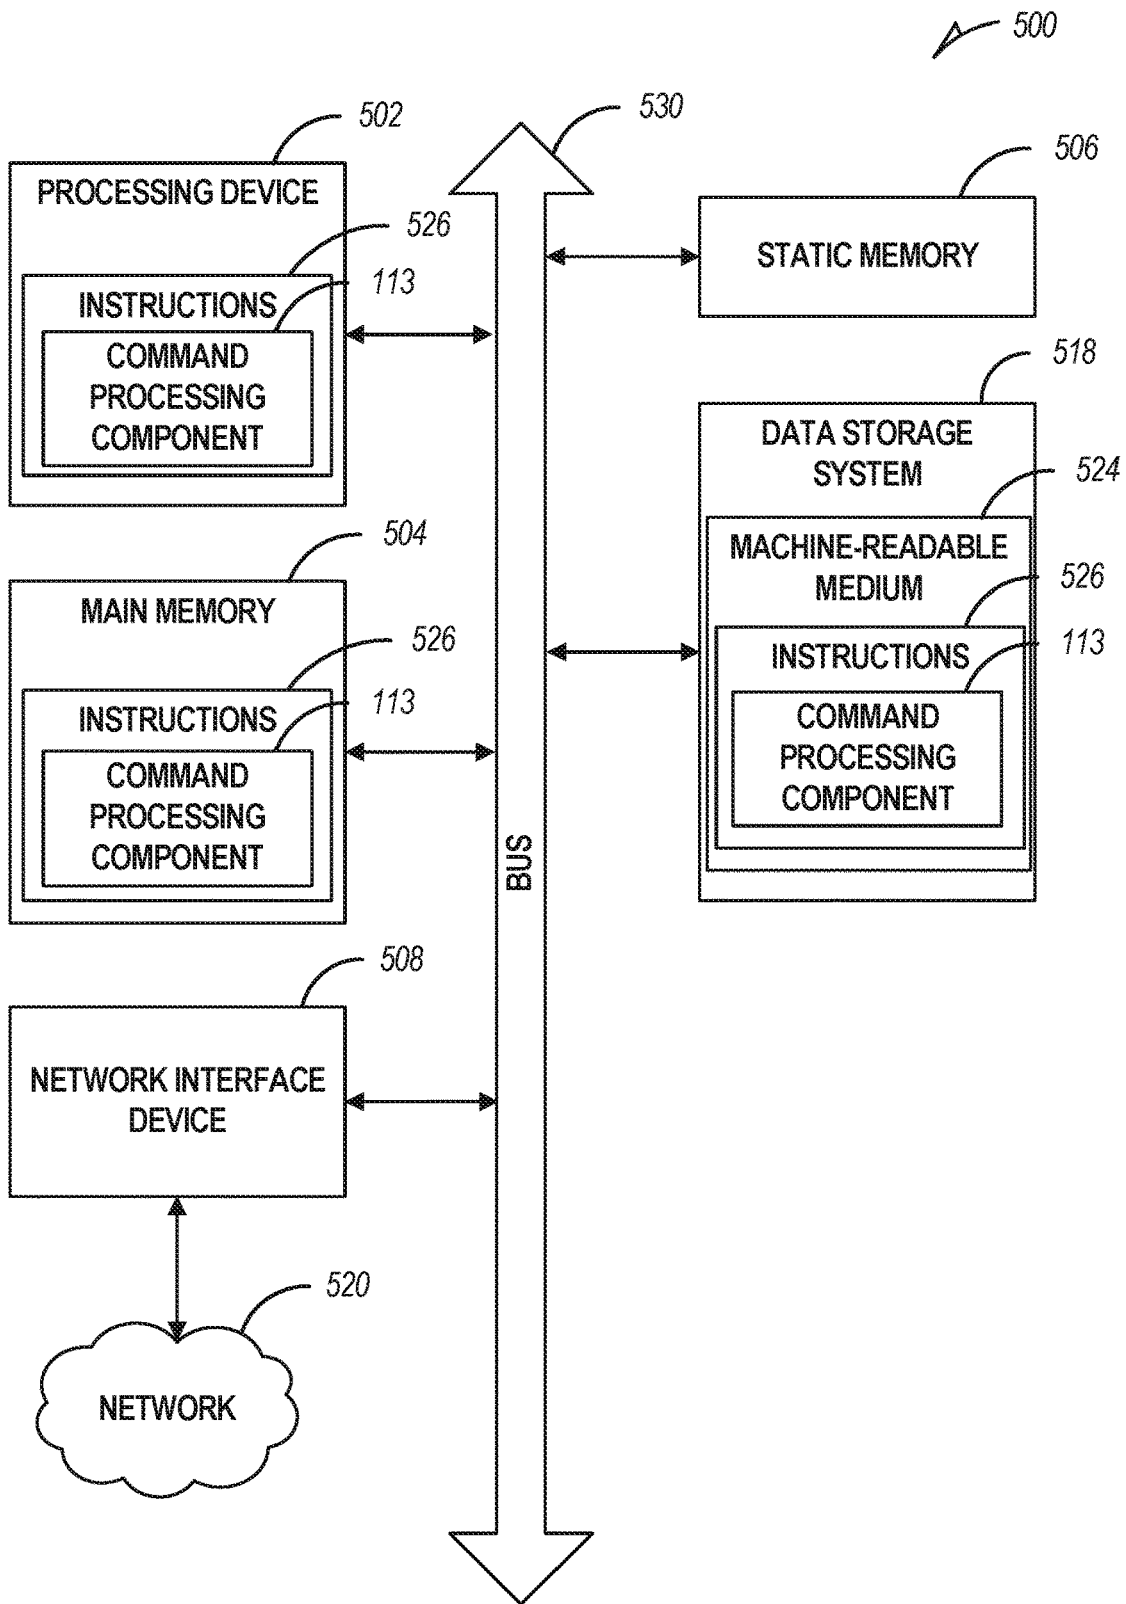 500
502
PROCESSING DEVICE
526
INSTRUCTIONS
113
COMMAND
PROCESSING
COMPONENT
504
MAIN MEMORY
526
INSTRUCTIONS
113
COMMAND
PROCESSING
COMPONENT
508
NETWORK INTERFACE
DEVICE
520
NETWORK
530
BUS
506
STATIC MEMORY
518
DATA STORAGE
SYSTEM
524
MACHINE-READABLE
MEDIUM
526
INSTRUCTIONS
113
COMMAND
PROCESSING
COMPONENT